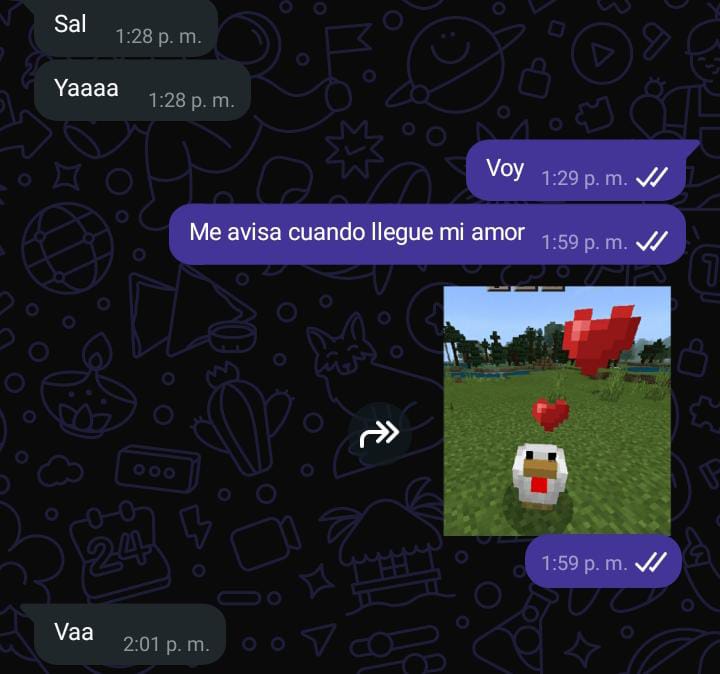 Sal
1:28 p. m.
Yaaaa
1:28 p. m.
Voy
1:29 p. m.
Me avisa cuando llegue mi amor
1:59 p. m.
24
1:59 p. m.
Vaa
2:01 p. m.